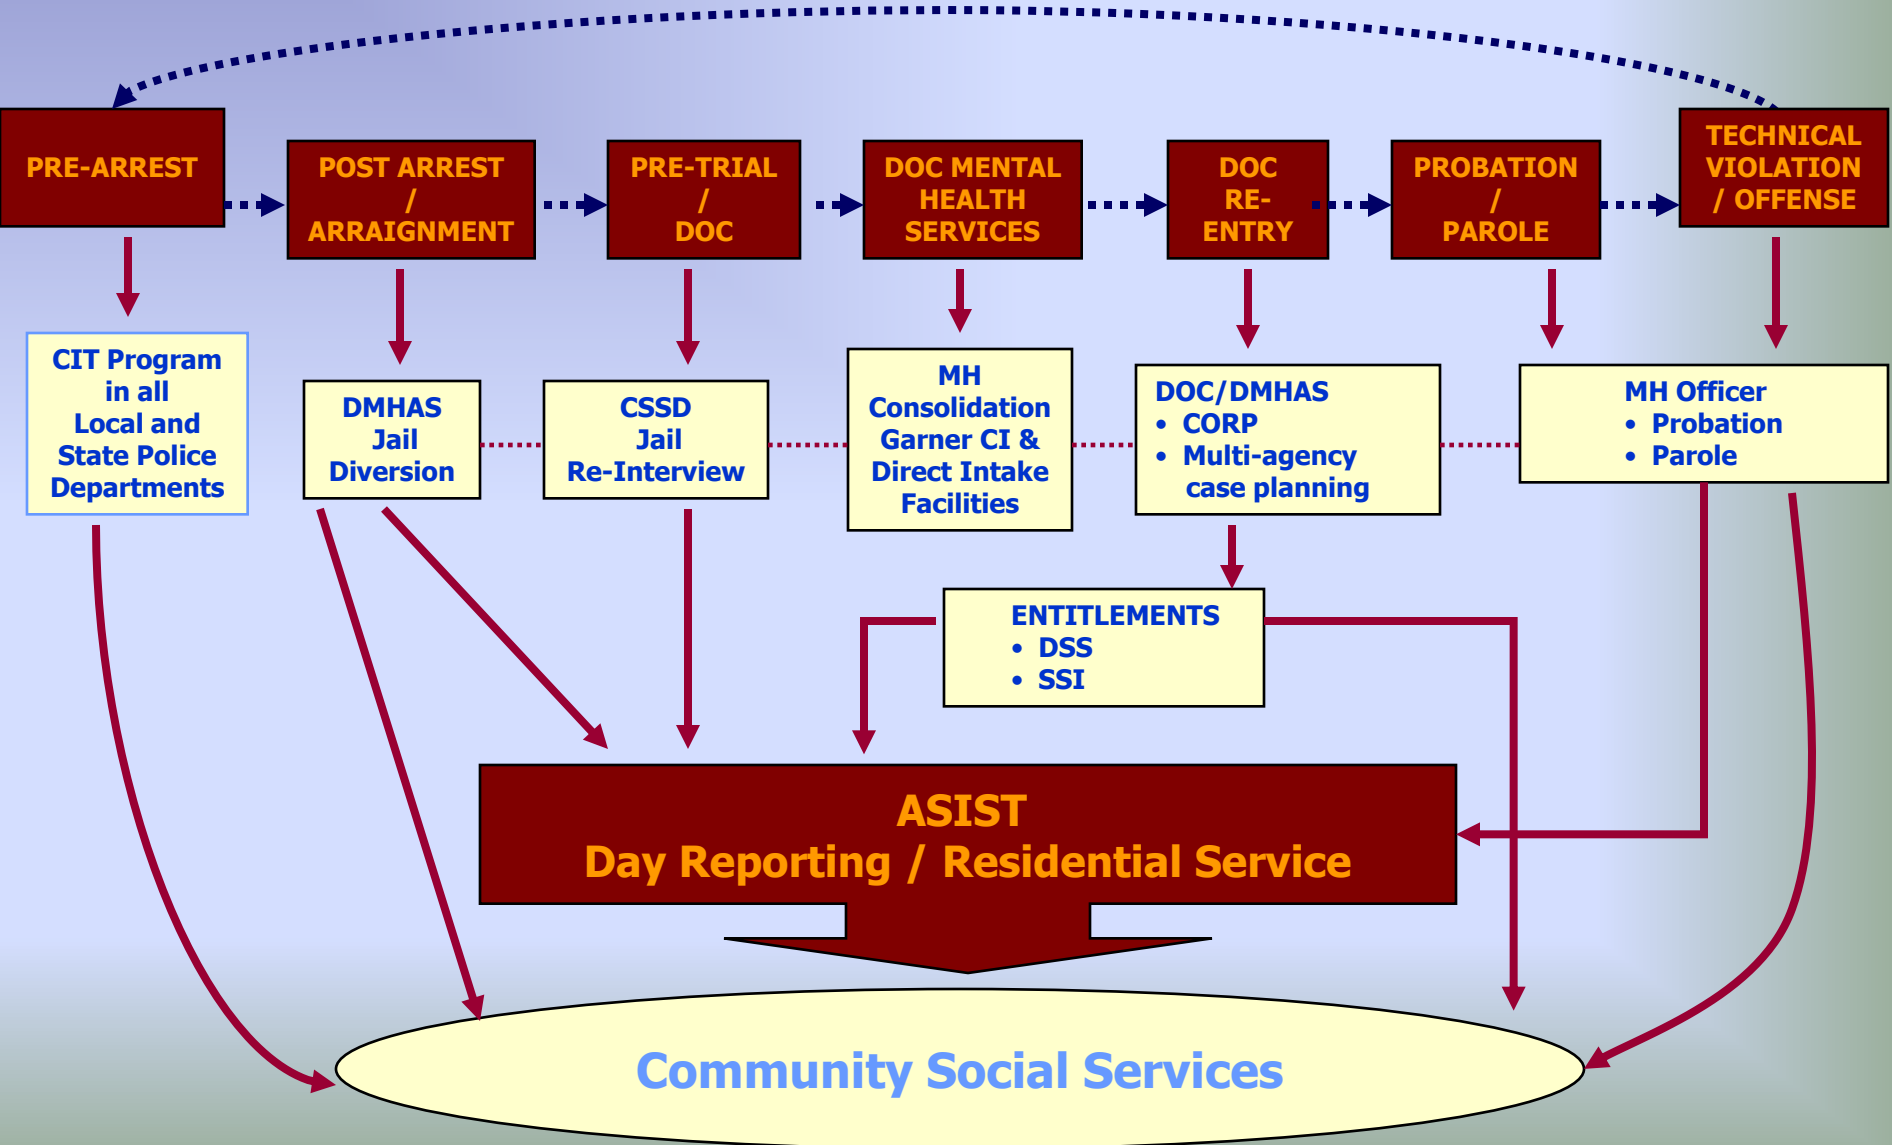 PRE-ARREST
POST ARREST
/
ARRAIGNMENT
PRE-TRIAL
/
DOC
DOC MENTAL
HEALTH
SERVICES
DOC
RE-
ENTRY
PROBATION
/
PAROLE
TECHNICAL
VIOLATION
/ OFFENSE
CIT Program
in all
Local and
State Police
Departments
DMHAS
Jail
Diversion
CSSD
Jail
Re-Interview
MH
Consolidation
Garner CI &
Direct Intake
Facilities
DOC/DMHAS
• CORP
• Multi-agency
case planning
MH Officer
• Probation
• Parole
ENTITLEMENTS
• DSS
• SSI
ASIST
Day Reporting / Residential Service
Community Social Services